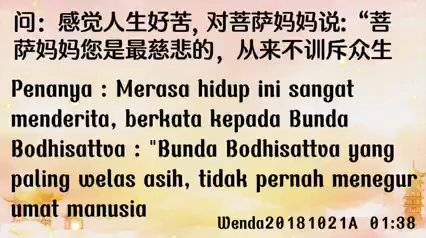 问：感觉人生好苦, 对菩萨妈妈说：“菩
萨妈妈您是最慈悲的，从来不训斥众生
Penanya : Merasa hidup ini sangat
menderita, berkata kepada Bunda
Bodhisattva : "Bunda Bodhisattva yang
paling welas asih, tidak pernah menegur
umat manusia
Wenda20181021A 01:38